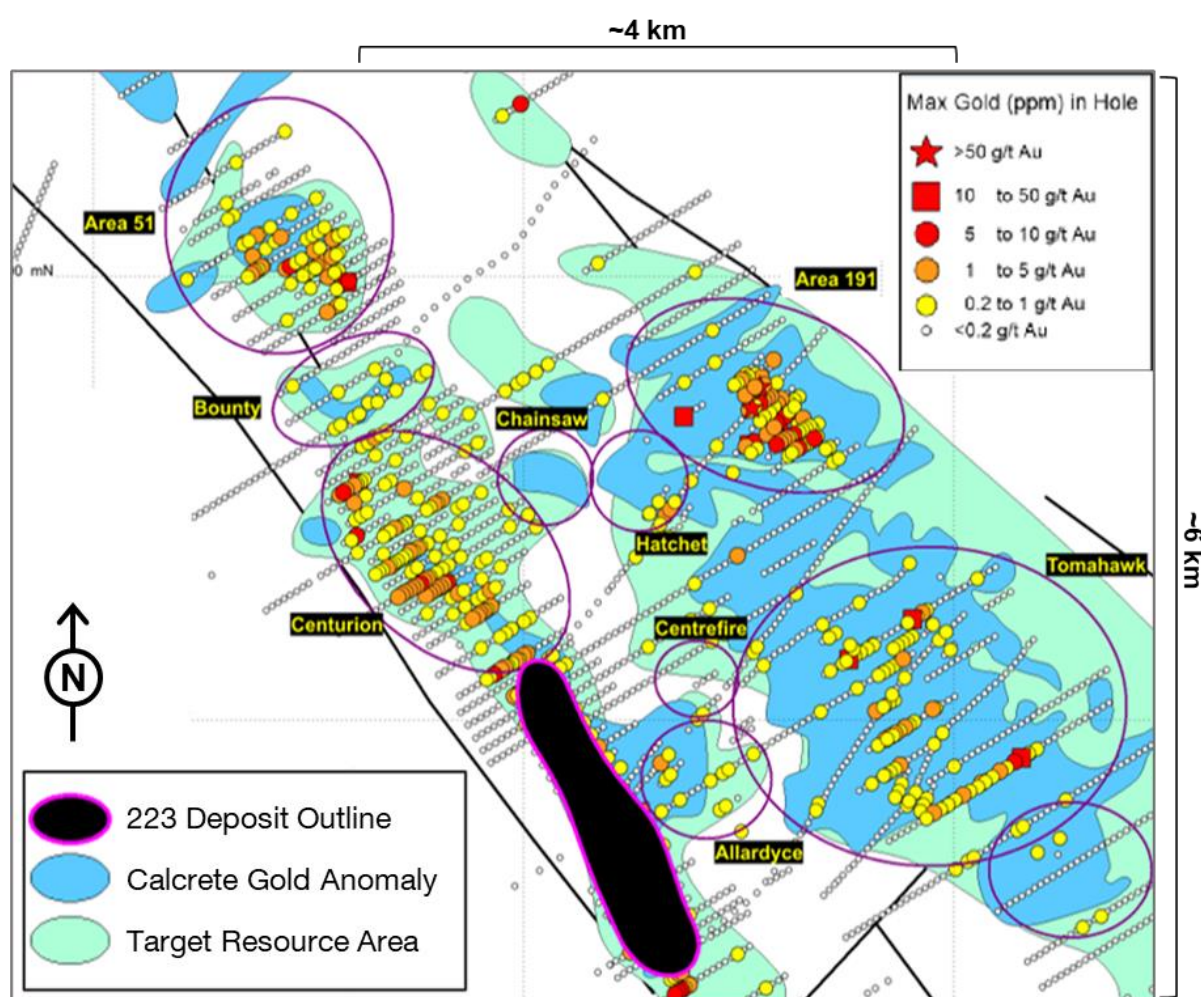 ~4 km
Max Gold (ppm) in Hole
>50 g/t Au
10 to 50 g/t Au
5 to 10 g/t Au
1 to 5 g/t Au
0.2 to 1 g/t Au
<0.2 g/t Au
Area 51
0 mN
Area 191
Bounty
Chainsaw
Hatchet
~6 km
Tomahawk
Centurion
Centrefire
N
223 Deposit Outline
Calcrete Gold Anomaly
Target Resource Area
Allardyce